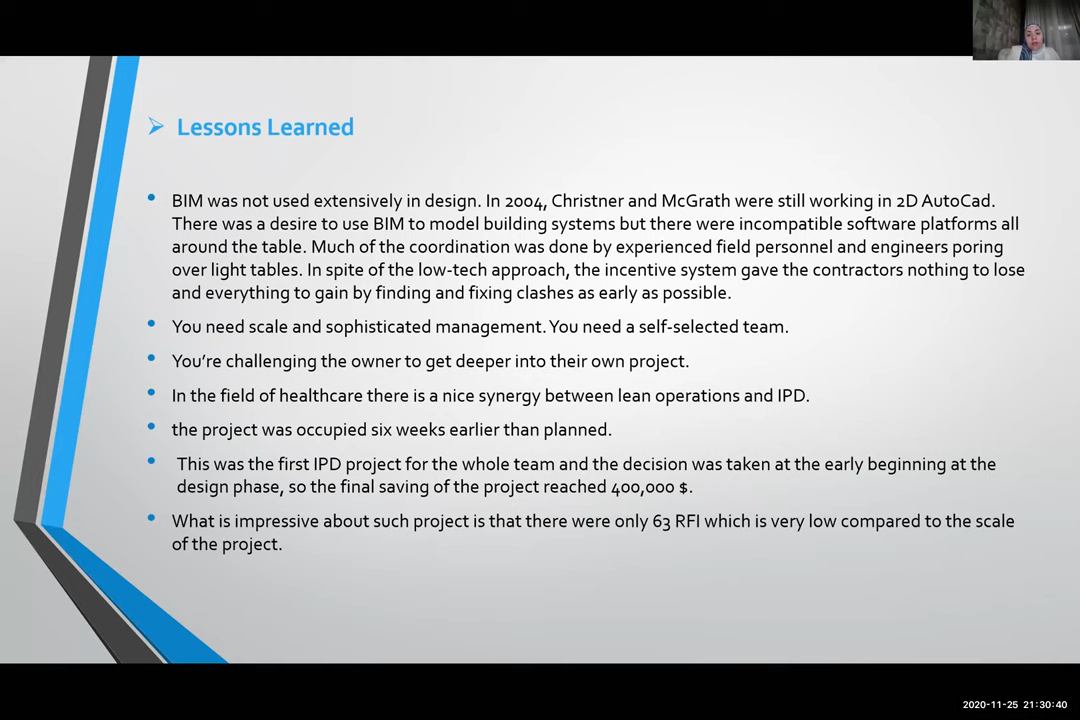 Lessons Learned
BIM was not used extensively in design. In 2004, Christner and McGrath were still working in 2D AutoCad.
There was a desire to use BIM to model building systems but there were incompatible software platforms all
around the table. Much of the coordination was done by experienced field personnel and engineers poring
over light tables. In spite of the low-tech approach, the incentive system gave the contractors nothing to lose
and everything to gain by finding and fixing clashes as early as possible.
You need scale and sophisticated management. You need a self-selected team.
You're challenging the owner to get deeper into their own project.
In the field of healthcare there is a nice synergy between lean operations and IPD.
the project was occupied six weeks earlier than planned.
This was the first IPD project for the whole team and the decision was taken at the early beginning at the
design phase, so the final saving of the project reached 400,000 $.
What is impressive about such project is that there were only 63 RFI which is very low compared to the scale
of the project.
2020-11-25 21:30:40